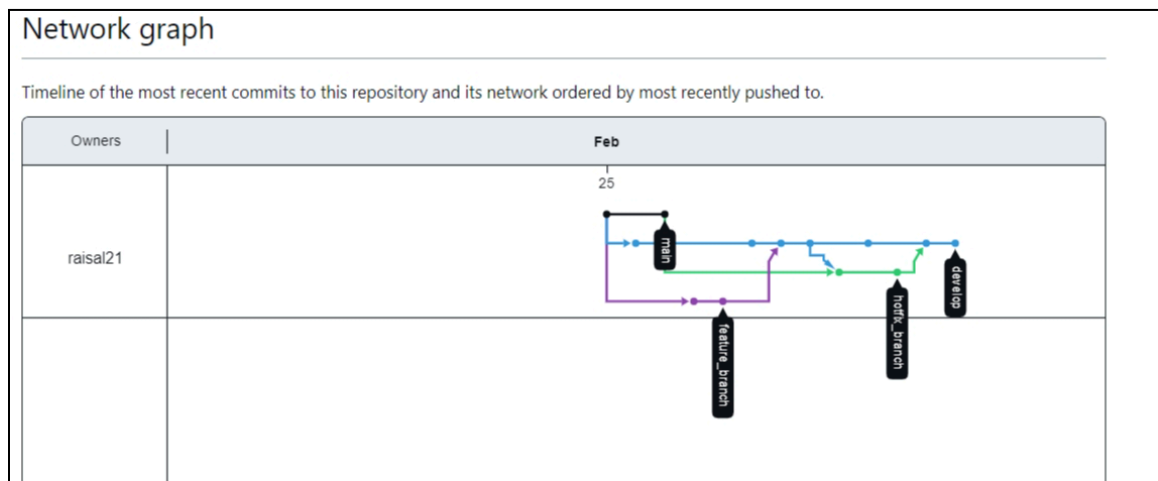 Network graph
Timeline of the most recent commits to this repository and its network ordered by most recently pushed to.
Owners
Feb
25
raisal21
main
develop
hotfix_branch
feature_branch